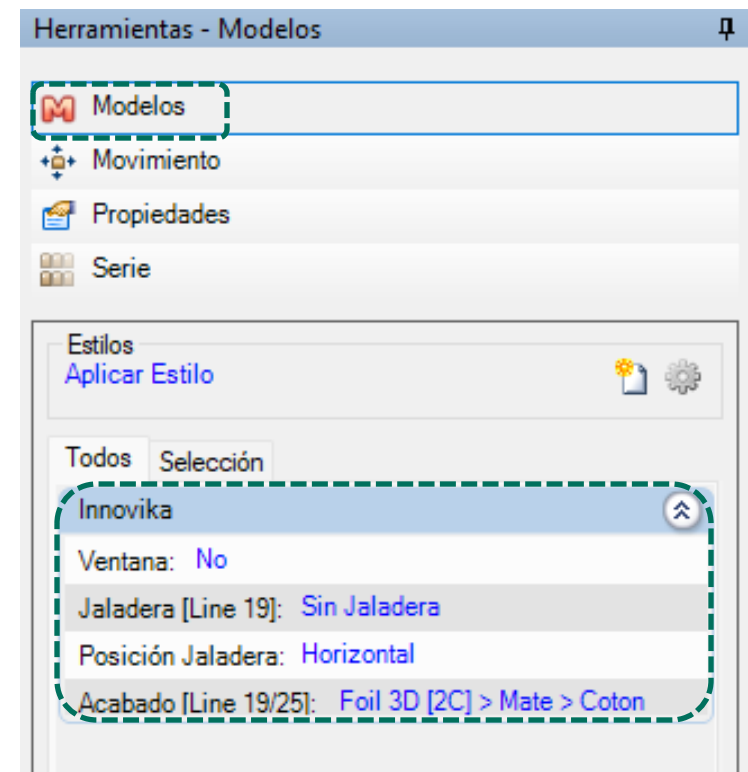 Herramientas - Modelos
Modelos
Movimiento
Propiedades
Serie
Estilos
Aplicar Estilo
Todos Selección
Innovika
Ventana: No
Jaladera [Line 19]: Sin Jaladera
Posición Jaladera: Horizontal
Acabado [Line 19/25]: Foil 3D [2C] > Mate > Coton